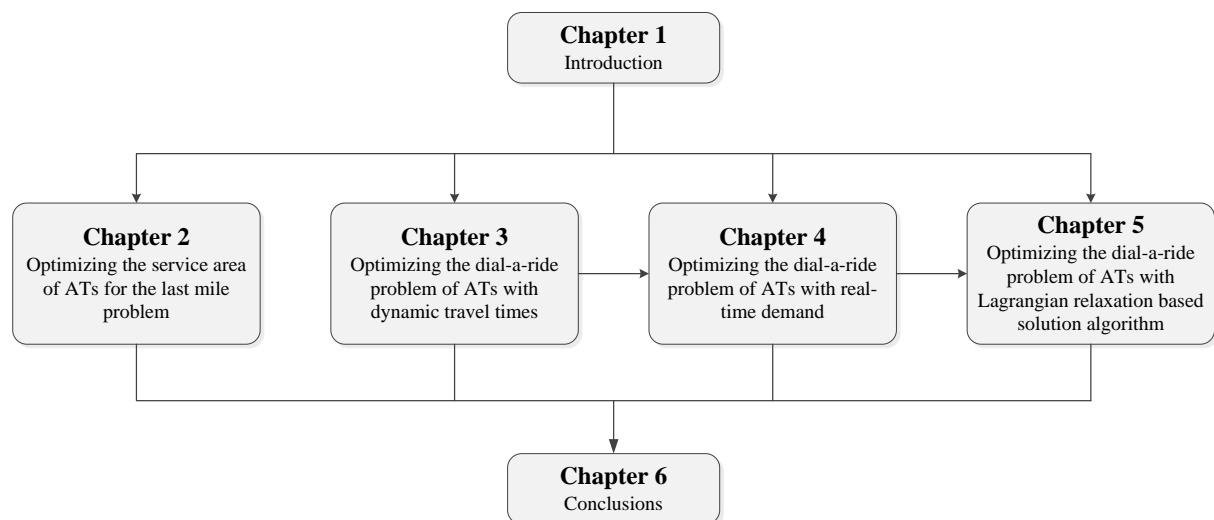 Chapter 1
Introduction
Chapter 2
Optimizing the service area
of ATs for the last mile
problem
Chapter 3
Optimizing the dial-a-ride
problem of ATs with
dynamic travel times
Chapter 4
Optimizing the dial-a-ride
problem of ATs with real-
time demand
Chapter 5
Optimizing the dial-a-ride
problem of ATs with
Lagrangian relaxation based
solution algorithm
Chapter 6
Conclusions